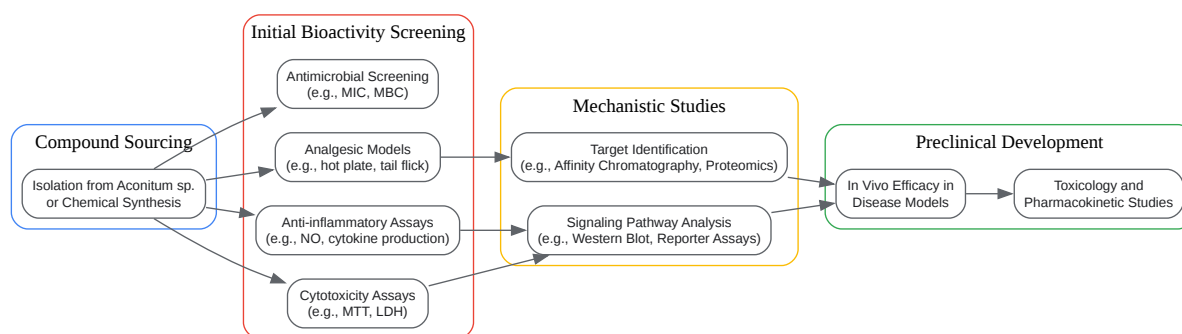 Compound Sourcing
Isolation from Aconitum sp.
or Chemical Synthesis
Initial Bioactivity Screening
Antimicrobial Screening
(e.g., MIC, MBC)
Analgesic Models
(e.g., hot plate, tail flick)
Anti-inflammatory Assays
(e.g., NO, cytokine production)
Cytotoxicity Assays
(e.g., MTT, LDH)
Mechanistic Studies
Target Identification
(e.g., Affinity Chromatography, Proteomics)
Signaling Pathway Analysis
(e.g., Western Blot, Reporter Assays)
Preclinical Development
In Vivo Efficacy in
Disease Models
Toxicology and
Pharmacokinetic Studies